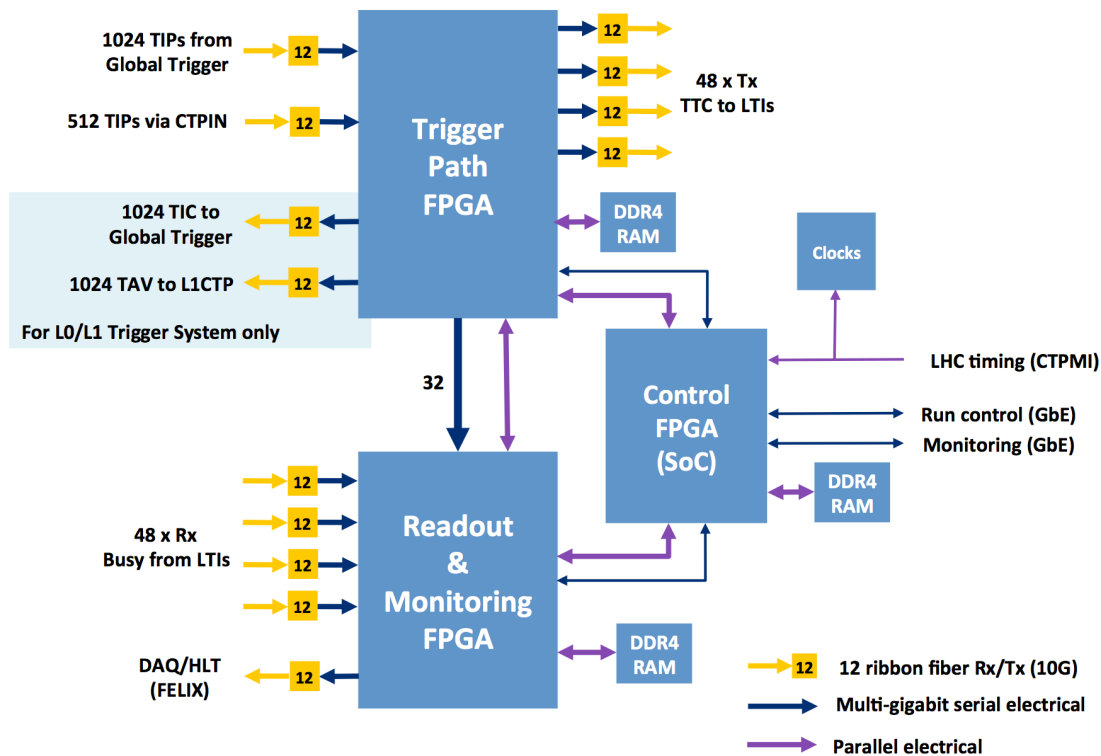 1024 TIPs from
Global Trigger
12
12
12
48 x Tx
TTC to LTIs
512 TIPs via CTPIN
12
12
12
Trigger
Path
FPGA
1024 TIC to
Global Trigger
12
DDR4
RAM
1024 TAV to L1CTP
12
Clocks
For L0/L1 Trigger System only
LHC timing (CTPMI)
32
Control
FPGA
(SoC)
Run control (GbE)
Monitoring (GbE)
DDR4
RAM
12
12
48 x Rx
Busy from LTIs
12
12
Readout
&
Monitoring
FPGA
DDR4
RAM
DAQ/HLT
(FELIX)
12
12
12 ribbon fiber Rx/Tx (10G)
Multi-gigabit serial electrical
Parallel electrical